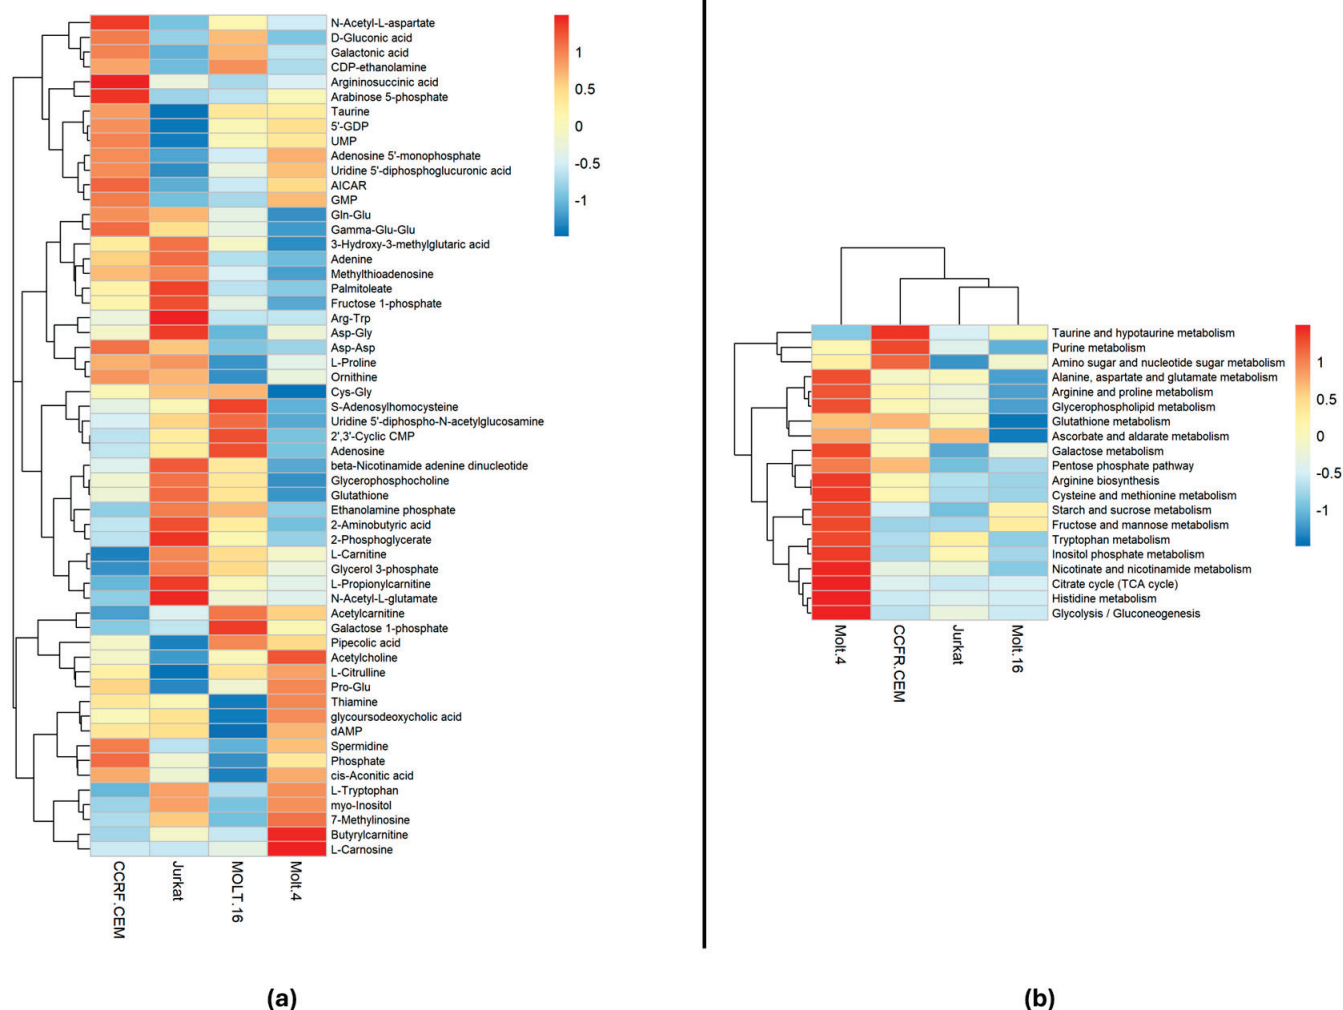 N-Acetyl-L-aspartate
D-Gluconic acid
Galactonic acid
CDP-ethanolamine
Argininosuccinic acid
Arabinose 5-phosphate
Taurine
5'-GDP
UMP
Adenosine 5'-monophosphate
Uridine 5'-diphosphoglucuronic acid
AICAR
GMP
Gln-Glu
Gamma-Glu-Glu
3-Hydroxy-3-methylglutaric acid
Adenine
Methylthioadenosine
Palmitoleate
Fructose 1-phosphate
Arg-Trp
Asp-Gly
Asp-Asp
L-Proline
Ornithine
Cys-Gly
S-Adenosylhomocysteine
Uridine 5'-diphospho-N-acetylglucosamine
2',3'-Cyclic CMP
Adenosine
beta-Nicotinamide adenine dinucleotide
Glycerophosphocholine
Glutathione
Ethanolamine phosphate
2-Aminobutyric acid
2-Phosphoglycerate
L-Carnitine
Glycerol 3-phosphate
L-Propionylcarnitine
N-Acetyl-L-glutamate
Acetylcarnitine
Galactose 1-phosphate
Pipecolic acid
Acetylcholine
L-Citrulline
Pro-Glu
Thiamine
glycoursodeoxycholic acid
dAMP
Spermidine
Phosphate
cis-Aconitic acid
L-Tryptophan
myo-Inositol
7-Methylinosine
Butyrylcarnitine
L-Carnosine
CCRF.CEM
Jurkat
MOLT.16
Molt.4
1
0.5
0
-0.5
-1
(a)
Taurine and hypotaurine metabolism
Purine metabolism
Amino sugar and nucleotide sugar metabolism
Alanine, aspartate and glutamate metabolism
Arginine and proline metabolism
Glycerophospholipid metabolism
Glutathione metabolism
Ascorbate and aldarate metabolism
Galactose metabolism
Pentose phosphate pathway
Arginine biosynthesis
Cysteine and methionine metabolism
Starch and sucrose metabolism
Fructose and mannose metabolism
Tryptophan metabolism
Inositol phosphate metabolism
Nicotinate and nicotinamide metabolism
Citrate cycle (TCA cycle)
Histidine metabolism
Glycolysis / Gluconeogenesis
Molt.4
CCFR.CEM
Jurkat
Molt.16
1
0.5
0
-0.5
-1
(b)